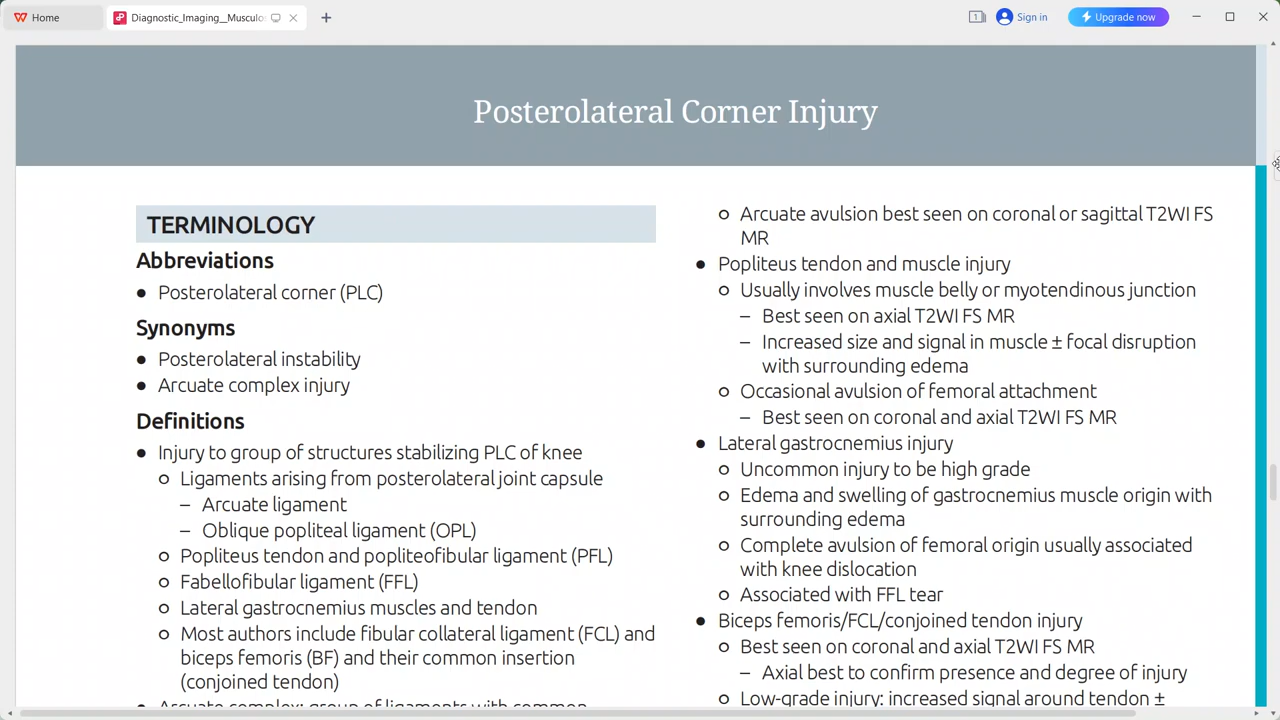 Home
Diagnostic_Imaging__Musculos
1
Sign in
Upgrade now
Posterolateral Corner Injury
TERMINOLOGY
Abbreviations
● Posterolateral corner (PLC)
Synonyms
● Posterolateral instability
● Arcuate complex injury
Definitions
● Injury to group of structures stabilizing PLC of knee
○ Ligaments arising from posterolateral joint capsule
– Arcuate ligament
– Oblique popliteal ligament (OPL)
○ Popliteus tendon and popliteofibular ligament (PFL)
○ Fabellofibular ligament (FFL)
○ Lateral gastrocnemius muscles and tendon
○ Most authors include fibular collateral ligament (FCL) and
biceps femoris (BF) and their common insertion
(conjoined tendon)
● Arcuate complex: group of ligaments with common
○ Arcuate avulsion best seen on coronal or sagittal T2WI FS
MR
● Popliteus tendon and muscle injury
○ Usually involves muscle belly or myotendinous junction
– Best seen on axial T2WI FS MR
– Increased size and signal in muscle ± focal disruption
with surrounding edema
○ Occasional avulsion of femoral attachment
– Best seen on coronal and axial T2WI FS MR
● Lateral gastrocnemius injury
○ Uncommon injury to be high grade
○ Edema and swelling of gastrocnemius muscle origin with
surrounding edema
○ Complete avulsion of femoral origin usually associated
with knee dislocation
○ Associated with FFL tear
● Biceps femoris/FCL/conjoined tendon injury
○ Best seen on coronal and axial T2WI FS MR
– Axial best to confirm presence and degree of injury
○ Low-grade injury: increased signal around tendon ±